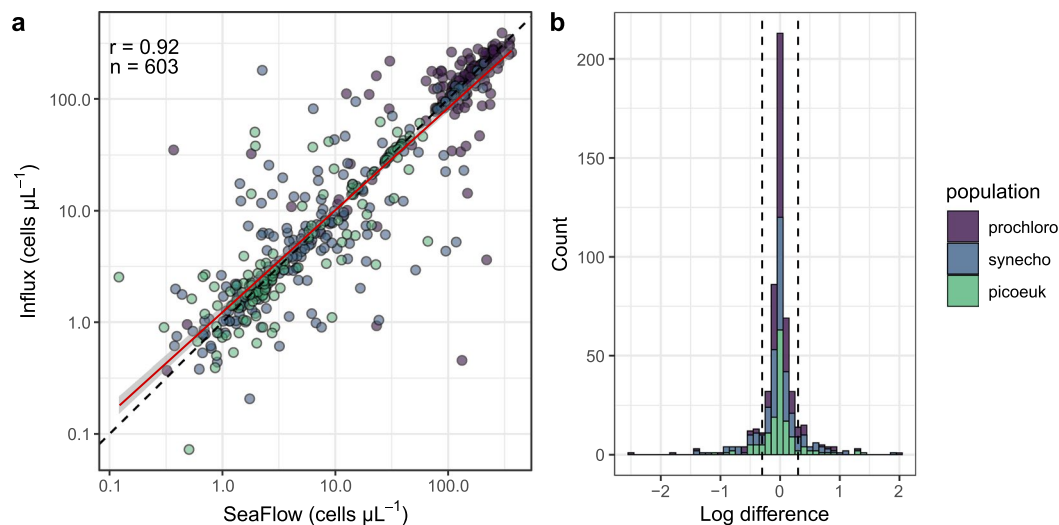 a
r = 0.92
n = 603
100.0
10.0
1.0
0.1
Influx (cells µL⁻¹)
0.1
1.0
10.0
100.0
SeaFlow (cells µL⁻¹)
b
200
150
100
50
0
Count
−2
−1
0
1
2
Log difference
population
prochloro
synecho
picoeuk